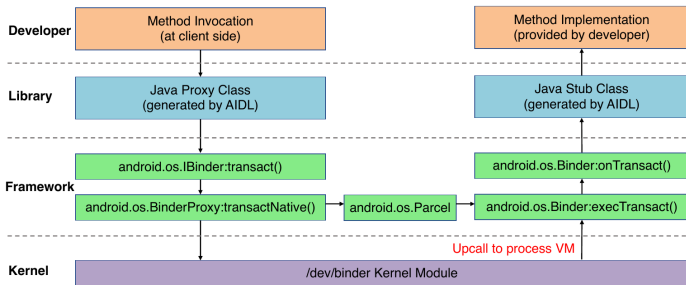 Developer
Method Invocation
(at client side)
Method Implementation
(provided by developer)
Library
Java Proxy Class
(generated by AIDL)
Java Stub Class
(generated by AIDL)
Framework
android.os.IBinder:transact()
android.os.Binder:onTransact()
android.os.BinderProxy:transactNative()
android.os.Parcel
android.os.Binder:execTransact()
Upcall to process VM
Kernel
/dev/binder Kernel Module